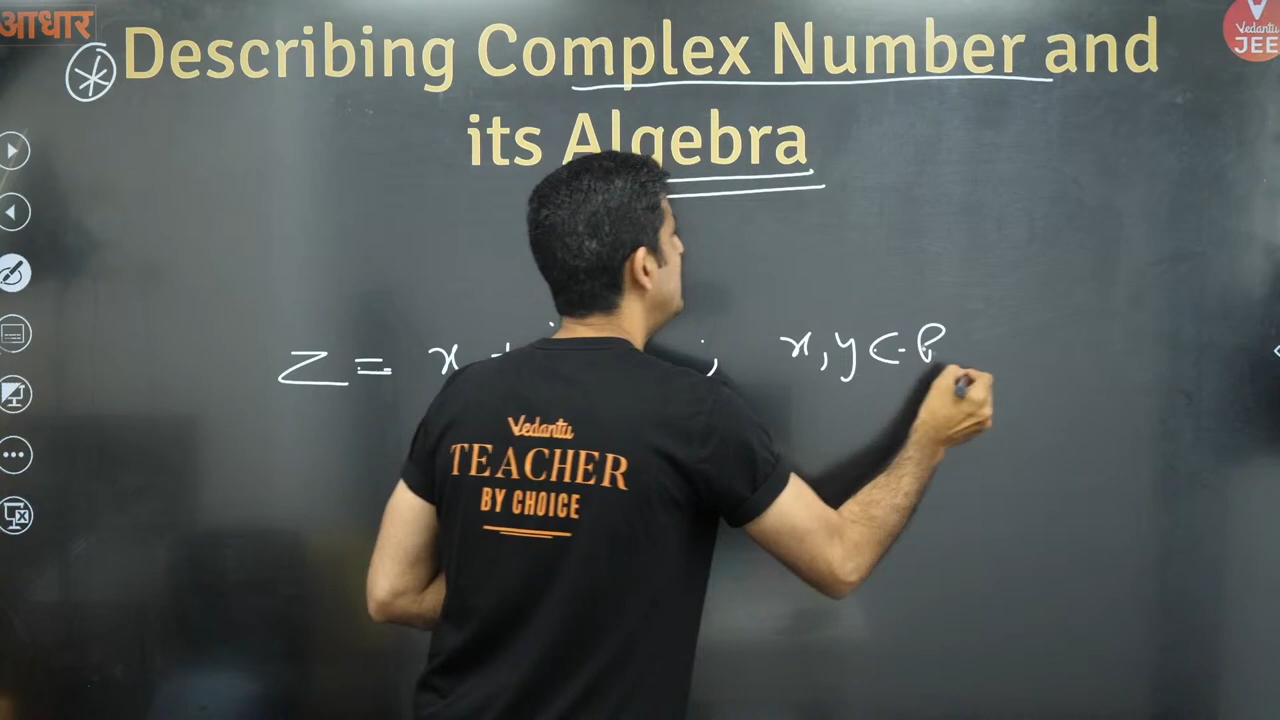 आधार
Vedantu
JEE
Describing Complex Number and
its Algebra
z = x + ; x, y ∈
Vedantu
TEACHER
BY CHOICE